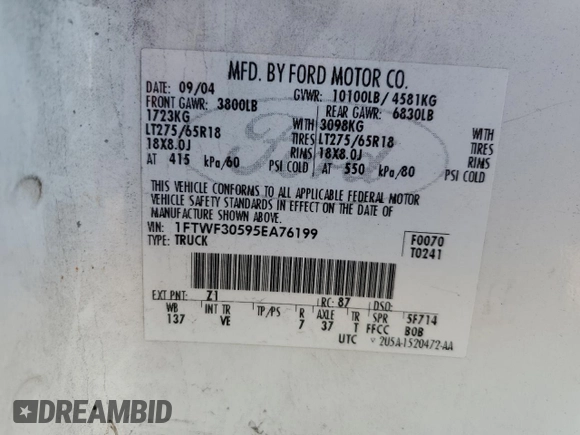 MFD. BY FORD MOTOR CO.
DATE: 09/04 GVWR: 10100LB/ 4581KG
FRONT GAWR: 3800LB REAR GAWR: 6830LB
1723KG WITH 3098KG WITH
LT275/65R18 TIRES LT275/65R18 TIRES
18X8.0J RIMS 18X8.0J RIMS
AT 415 kPa/60 PSI COLD AT 550 kPa/80 PSI COLD
Ford
THIS VEHICLE CONFORMS TO ALL APPLICABLE FEDERAL MOTOR
VEHICLE SAFETY STANDARDS IN EFFECT ON THE DATE OF
MANUFACTURE SHOWN ABOVE.
VIN: 1FTWF30595EA76199 F0070
TYPE: TRUCK T0241
EXT PNT: Z1 RC: 87 DSO:
WB INT TR TP/PS R AXLE TR SPR 5F714
137 VE 7 37 T FFCC BOB
UTC ▽ 2U5A-1520472-AA
DREAMBID